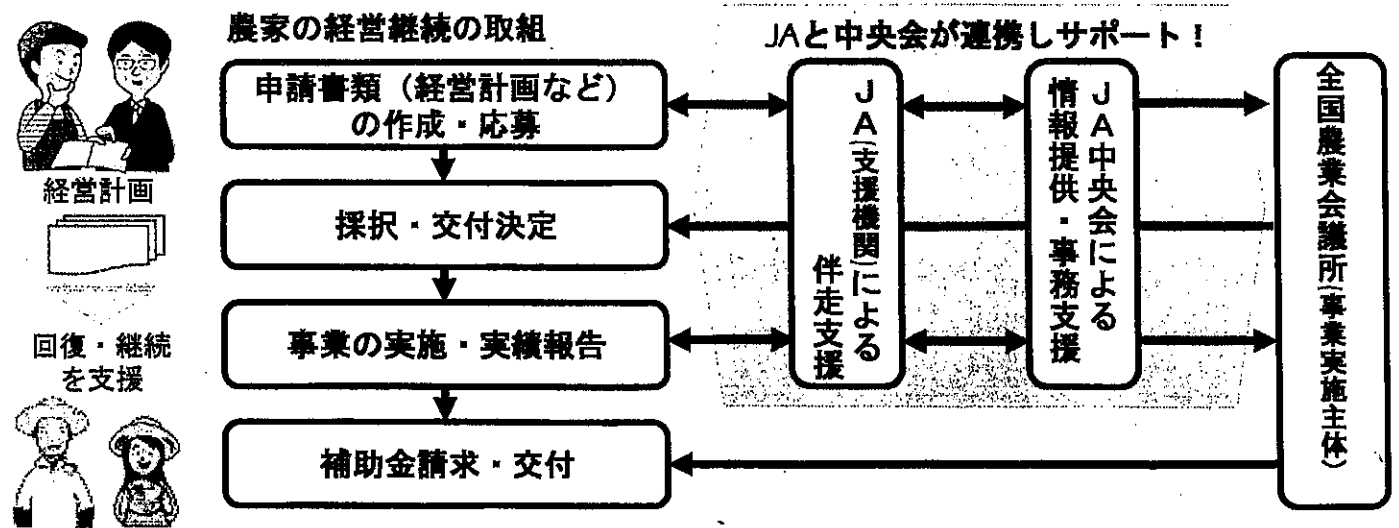 農家の経営継続の取組
JAと中央会が連携しサポート！
経営計画
回復・継続
を支援
申請書類（経営計画など）
の作成・応募
採択・交付決定
事業の実施・実績報告
補助金請求・交付
ＪＡ（支援機関）による
伴走支援
ＪＡ中央会による
情報提供・事務支援
全国農業会議所（事業実施主体）